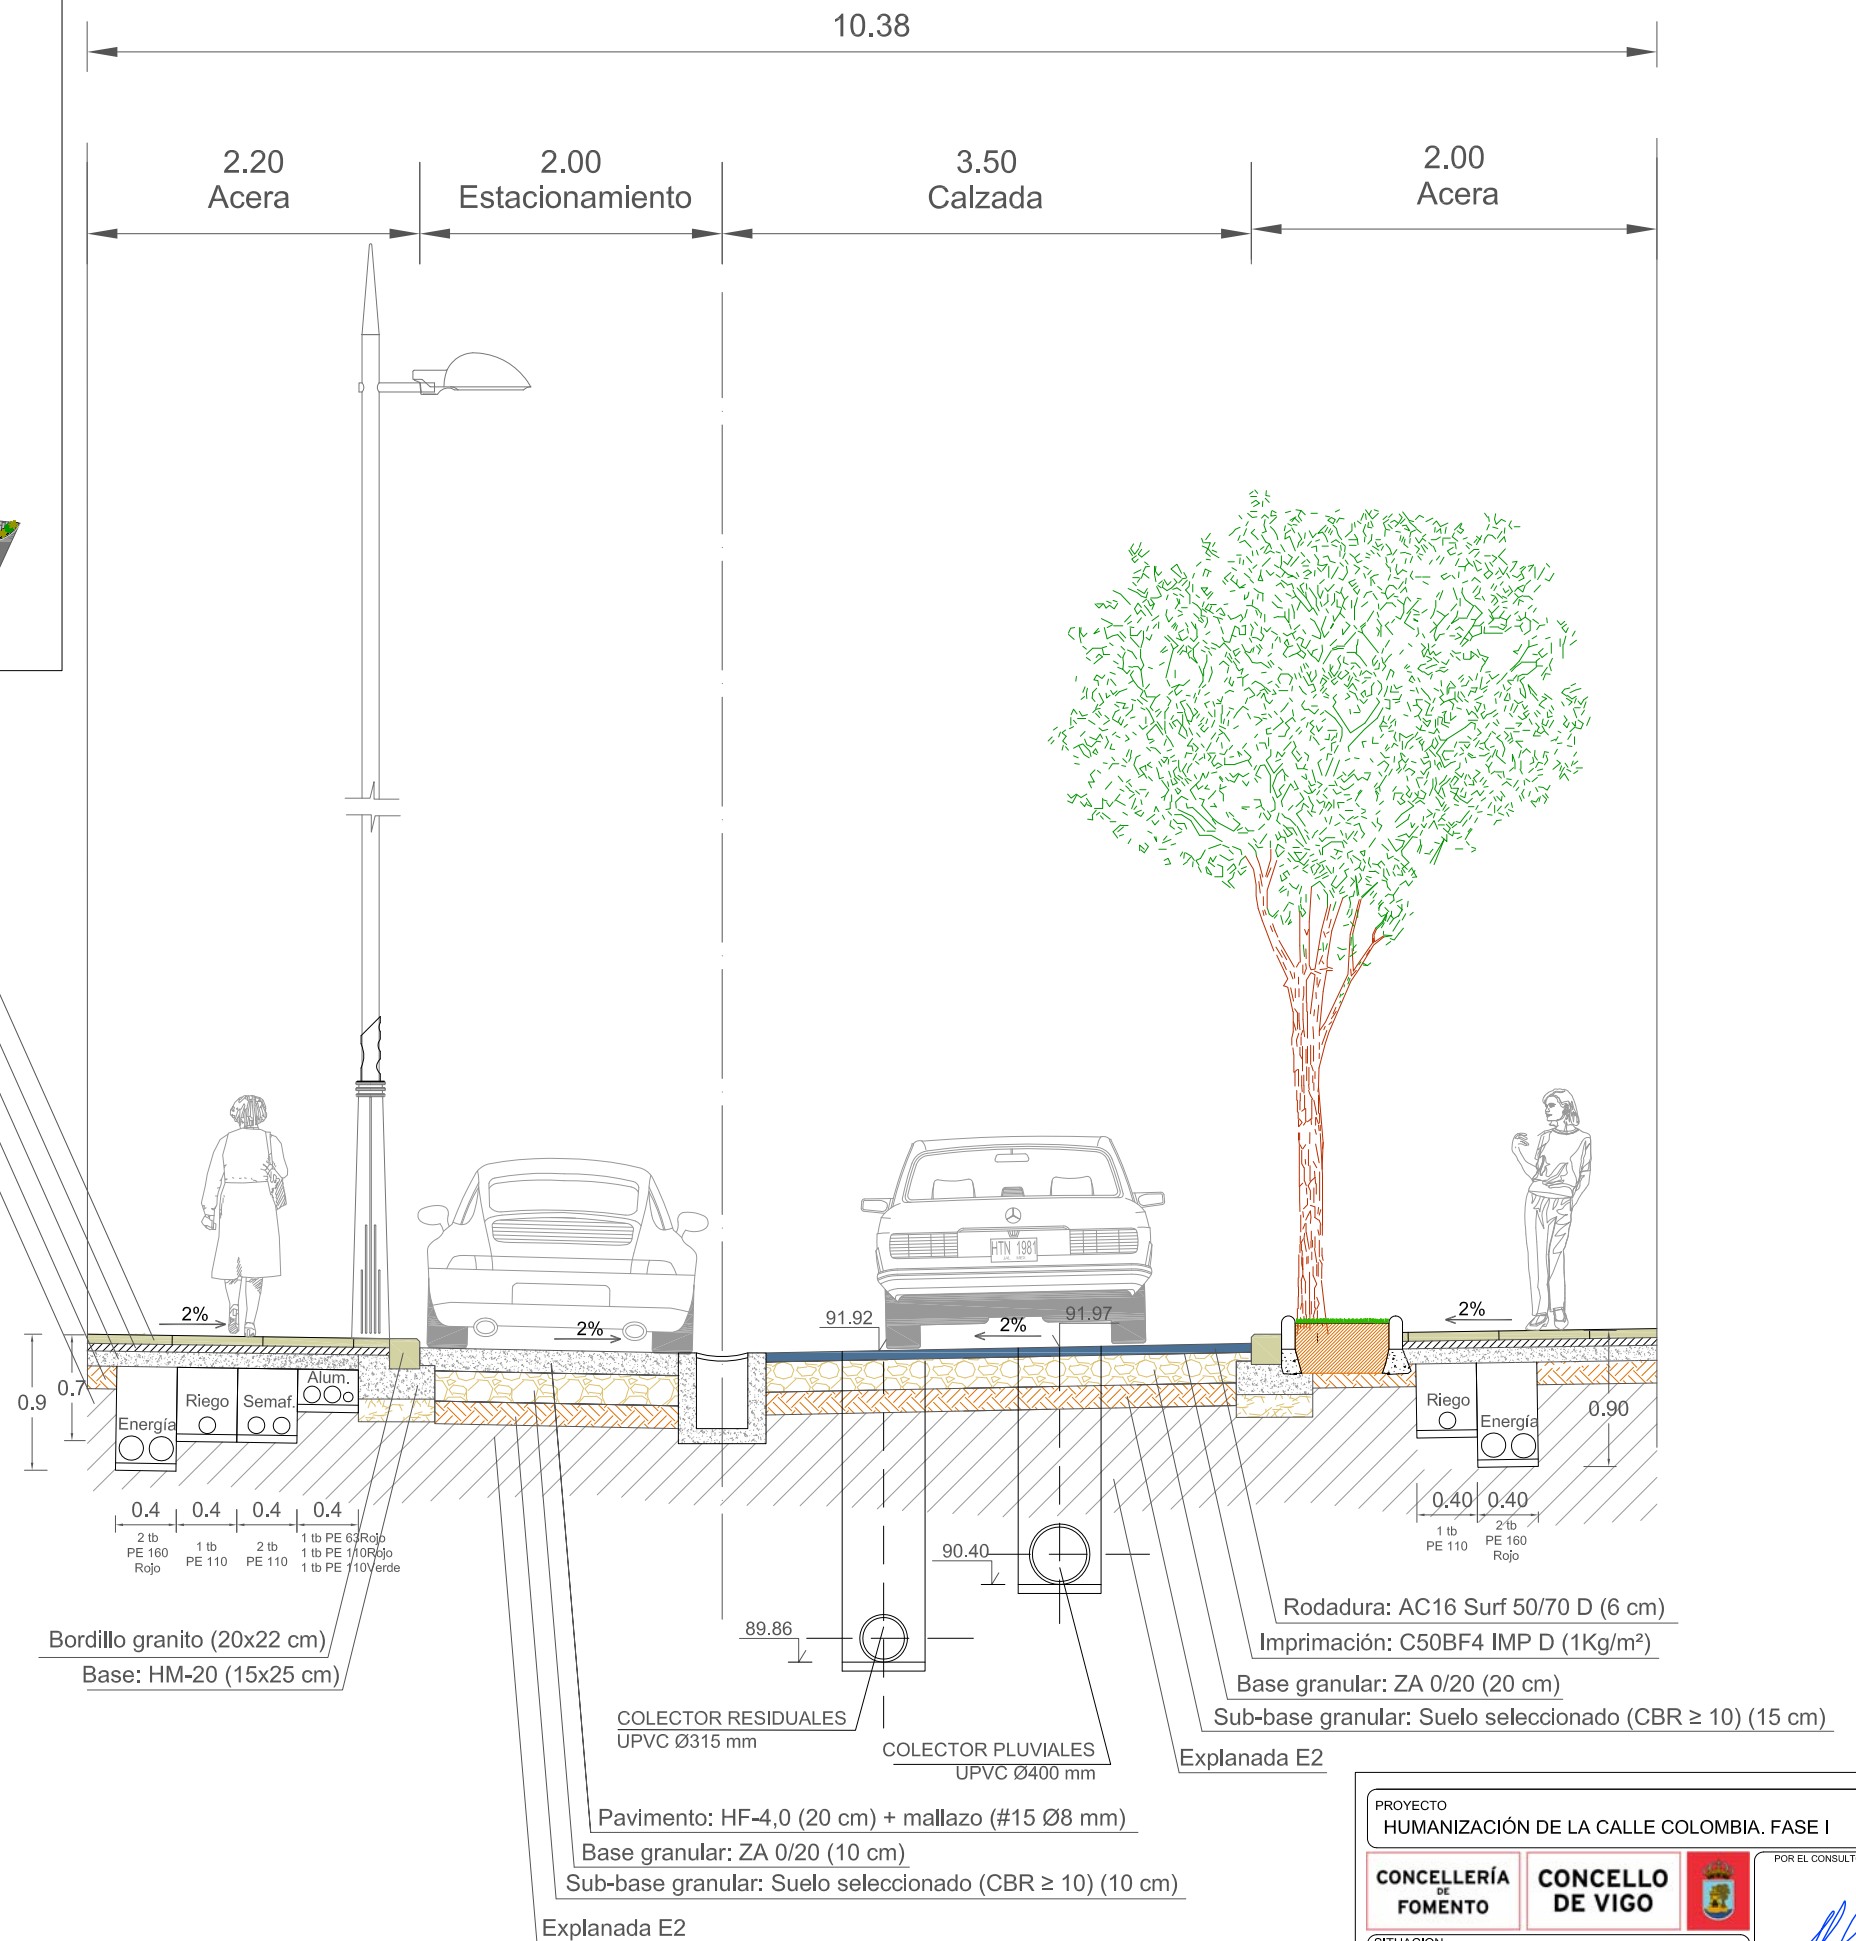 10.38
2.20
Acera
2.00
Estacionamiento
3.50
Calzada
2.00
Acera
2%
2%
91.92
2%
91.97
2%
HTN 1981
0.9
0.7
Energía
Riego
Semaf.
Alum.
Riego
Energía
0.90
0.4
0.4
0.4
0.4
2 tb
PE 160
Rojo
1 tb
PE 110
2 tb
PE 110
1 tb PE 63Rojo
1 tb PE 110Rojo
1 tb PE 110Verde
0.40
0.40
1 tb
PE 110
2 tb
PE 160
Rojo
90.40
89.86
Bordillo granito (20x22 cm)
Base: HM-20 (15x25 cm)
COLECTOR RESIDUALES
UPVC Ø315 mm
COLECTOR PLUVIALES
UPVC Ø400 mm
Rodadura: AC16 Surf 50/70 D (6 cm)
Imprimación: C50BF4 IMP D (1Kg/m²)
Base granular: ZA 0/20 (20 cm)
Sub-base granular: Suelo seleccionado (CBR ≥ 10) (15 cm)
Explanada E2
Pavimento: HF-4,0 (20 cm) + mallazo (#15 Ø8 mm)
Base granular: ZA 0/20 (10 cm)
Sub-base granular: Suelo seleccionado (CBR ≥ 10) (10 cm)
Explanada E2
PROYECTO
HUMANIZACIÓN DE LA CALLE COLOMBIA. FASE I
CONCELLERÍA
DE
FOMENTO
CONCELLO
DE VIGO
POR EL CONSULT
SITUACION